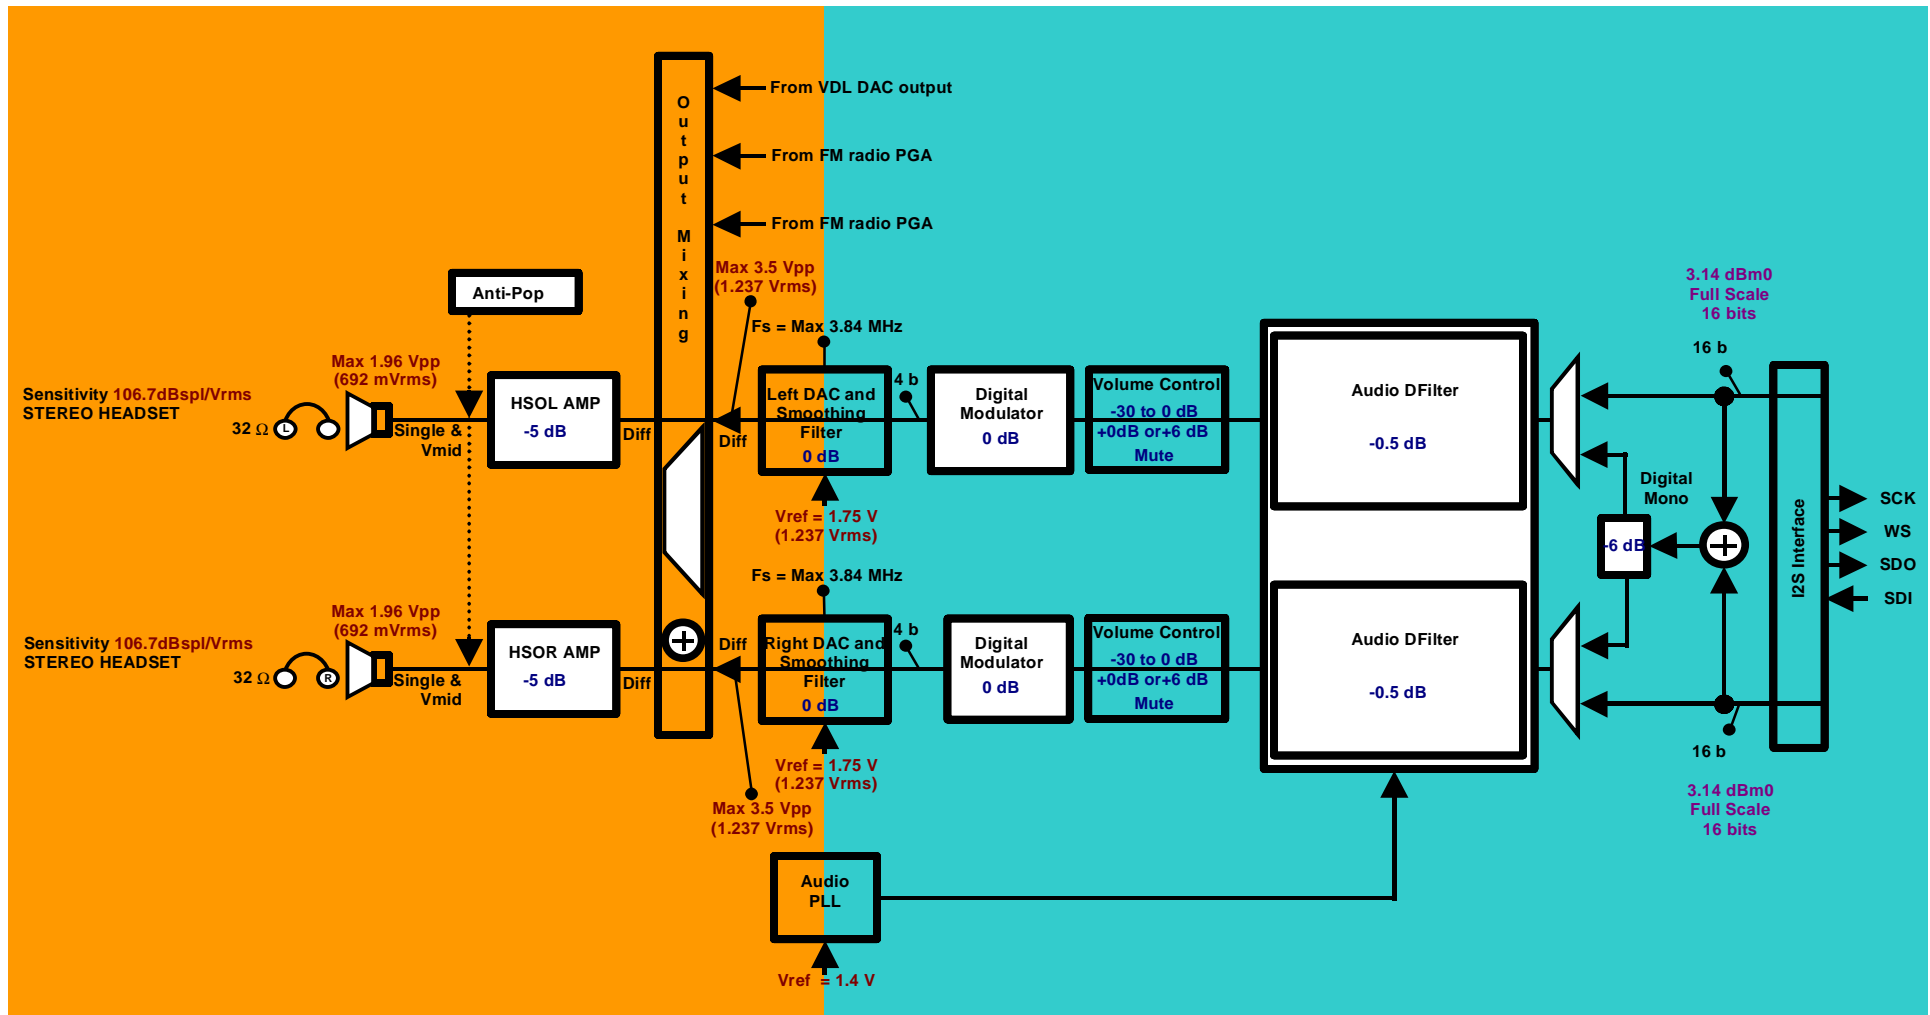 From VDL DAC output
From FM radio PGA
From FM radio PGA
Output Mixing
Max 3.5 Vpp
(1.237 Vrms)
Fs = Max 3.84 MHz
3.14 dBm0
Full Scale
16 bits
16 b
Anti-Pop
Max 1.96 Vpp
(692 mVrms)
Sensitivity 106.7dBspl/Vrms
STEREO HEADSET
32 Ω
L
Single &
Vmid
HSOL AMP
-5 dB
Diff
Diff
Left DAC and
Smoothing
Filter
0 dB
4 b
Digital
Modulator
0 dB
Volume Control
-30 to 0 dB
+0dB or+6 dB
Mute
Audio DFilter
-0.5 dB
Vref = 1.75 V
(1.237 Vrms)
Digital
Mono
-6 dB
I2S Interface
SCK
WS
SDO
SDI
Fs = Max 3.84 MHz
Max 1.96 Vpp
(692 mVrms)
Sensitivity 106.7dBspl/Vrms
STEREO HEADSET
32 Ω
R
Single &
Vmid
HSOR AMP
-5 dB
Diff
Diff
Right DAC and
Smoothing
Filter
0 dB
4 b
Digital
Modulator
0 dB
Volume Control
-30 to 0 dB
+0dB or+6 dB
Mute
Audio DFilter
-0.5 dB
16 b
3.14 dBm0
Full Scale
16 bits
Vref = 1.75 V
(1.237 Vrms)
Max 3.5 Vpp
(1.237 Vrms)
Audio
PLL
Vref = 1.4 V